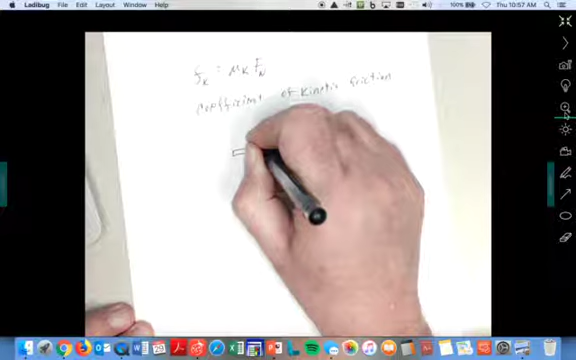 Ladibug File Edit Layout Window Help 100% Thu 10:57 AM
fk = μk FN
coefficient of kinetic friction